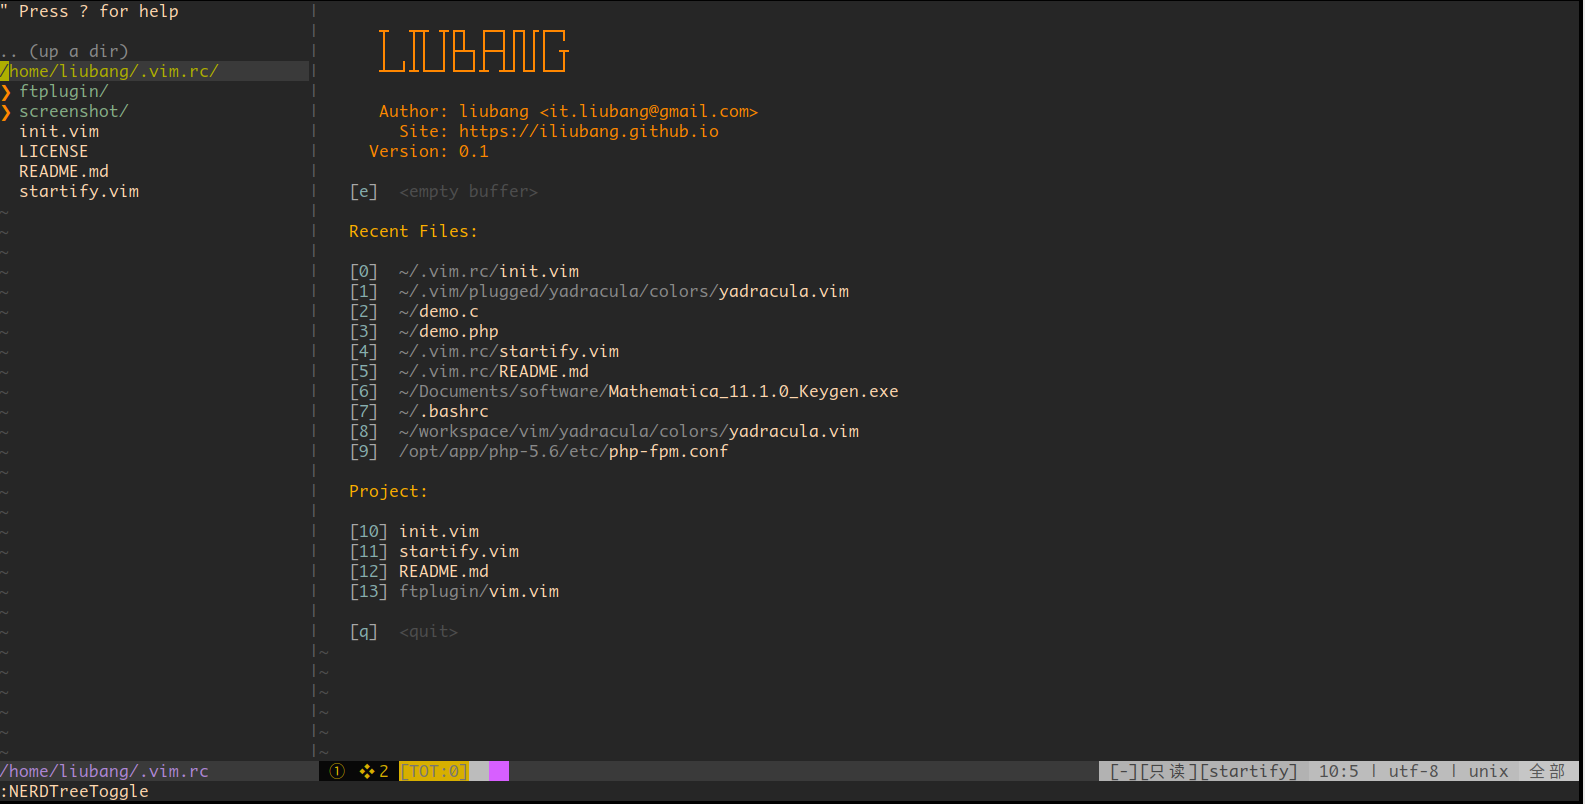 " Press ? for help
.. (up a dir)
/home/liubang/.vim.rc/
❯ ftplugin/
❯ screenshot/
init.vim
LICENSE
README.md
startify.vim
LIUBANG
Author: liubang <it.liubang@gmail.com>
Site: https://iliubang.github.io
Version: 0.1
[e] <empty buffer>
Recent Files:
[0] ~/.vim.rc/init.vim
[1] ~/.vim/plugged/yadracula/colors/yadracula.vim
[2] ~/demo.c
[3] ~/demo.php
[4] ~/.vim.rc/startify.vim
[5] ~/.vim.rc/README.md
[6] ~/Documents/software/Mathematica_11.1.0_Keygen.exe
[7] ~/.bashrc
[8] ~/workspace/vim/yadracula/colors/yadracula.vim
[9] /opt/app/php-5.6/etc/php-fpm.conf
Project:
[10] init.vim
[11] startify.vim
[12] README.md
[13] ftplugin/vim.vim
[q] <quit>
/home/liubang/.vim.rc ① ❖ 2 [TOT:0] [-][只读][startify] 10:5 | utf-8 | unix 全部
:NERDTreeToggle